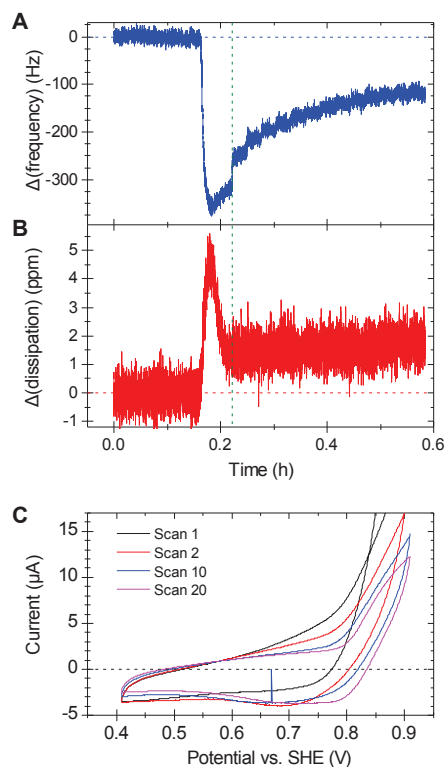 A
0
-100
-200
-300
Δ(frequency) (Hz)
B
5
4
3
2
1
0
-1
Δ(dissipation) (ppm)
0.0 0.2 0.4 0.6
Time (h)
C
15
10
5
0
-5
Current (µA)
Scan 1
Scan 2
Scan 10
Scan 20
0.4 0.5 0.6 0.7 0.8 0.9
Potential vs. SHE (V)